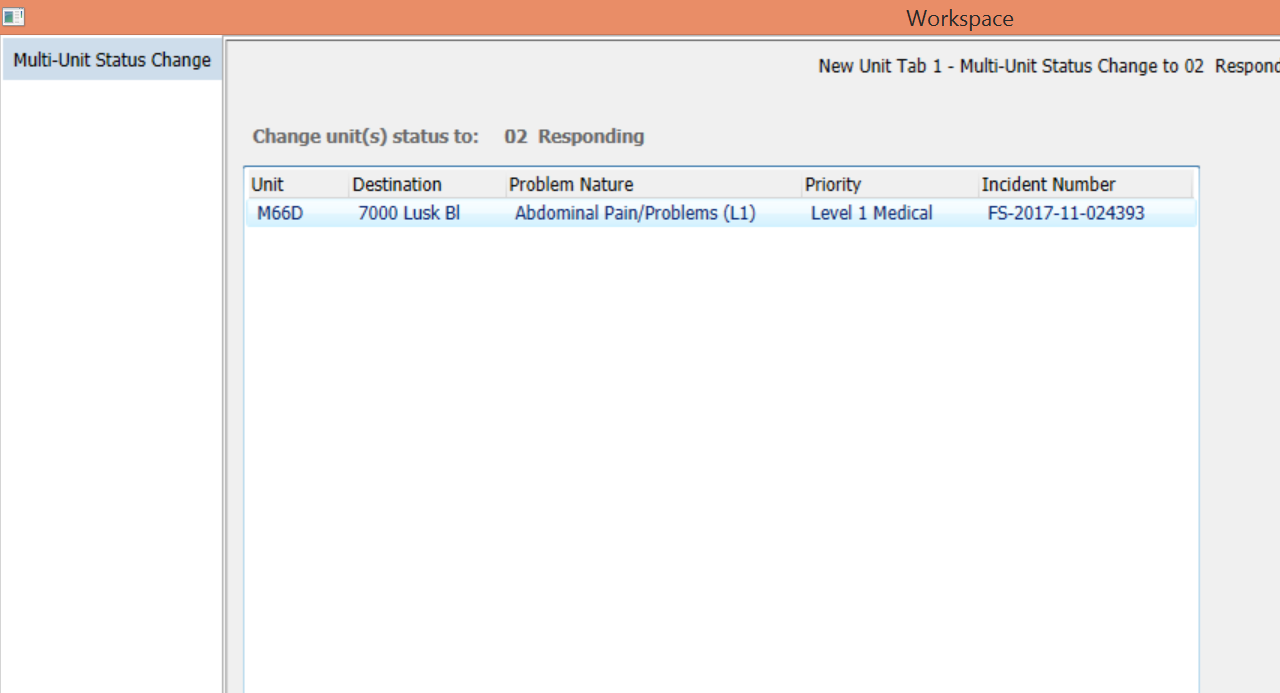 Workspace
Multi-Unit Status Change
New Unit Tab 1 - Multi-Unit Status Change to 02 Respond
Change unit(s) status to: 02 Responding
Unit Destination Problem Nature Priority Incident Number
M66D 7000 Lusk Bl Abdominal Pain/Problems (L1) Level 1 Medical FS-2017-11-024393